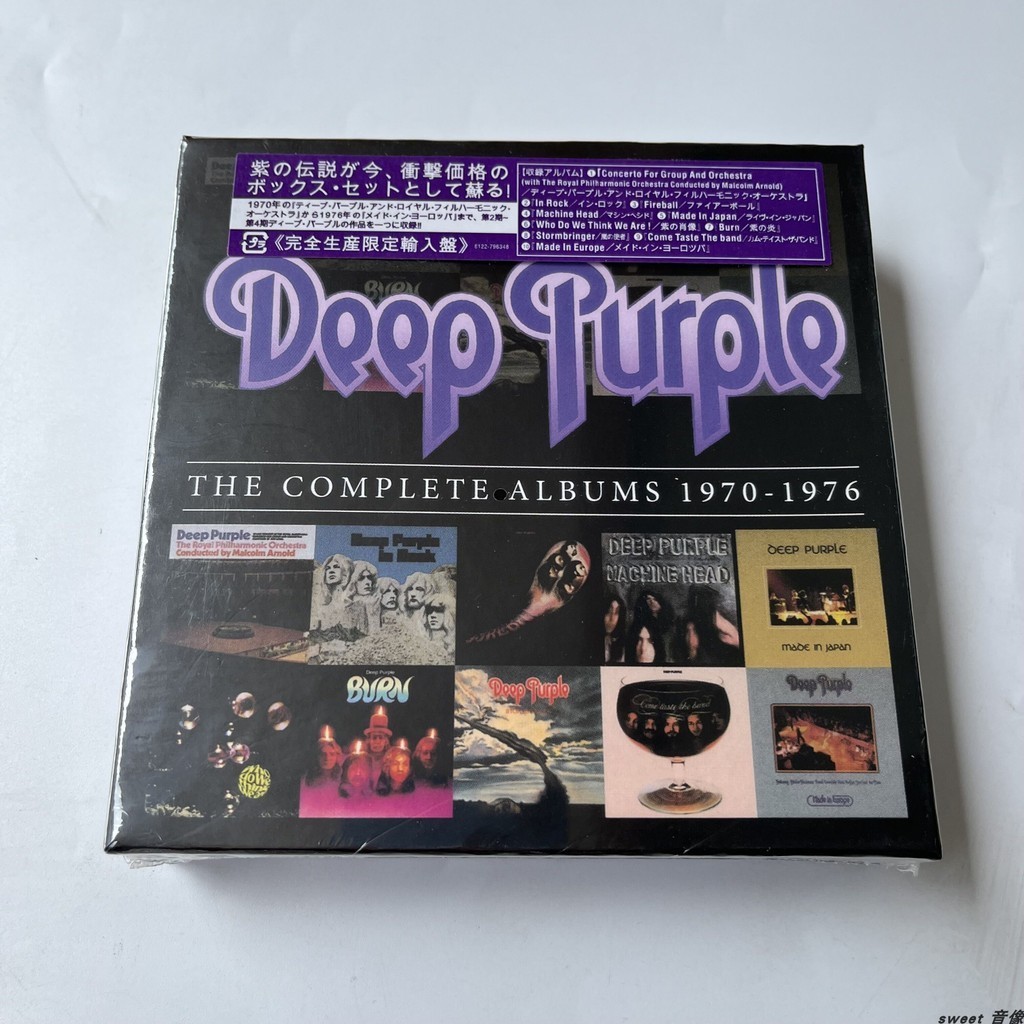 紫の伝説が今、衝撃価格の
ボックス・セットとして蘇る!
1970年の『ディープ・パープル・アンド・ロイヤル・フィルハーモニック・
オーケストラ』から1976年の『メイド・イン・ヨーロッパ』まで、第2期~
第4期ディープ・パープルの作品を一つに収録!!
《完全生産限定輸入盤》 0122-796348
【収録アルバム】❶『Concerto For Group And Orchestra
(with The Royal Philharmonic Orchestra Conducted by Malcolm Arnold)
/ディープ・パープル・アンド・ロイヤル・フィルハーモニック・オーケストラ』
❷『In Rock/イン・ロック』❸『Fireball/ファイアーボール』
❹『Machine Head/マシン・ヘッド』❺『Made In Japan/ライヴ・イン・ジャパン』
❻『Who Do We Think We Are!/紫の肖像』❼『Burn/紫の炎』
❽『Stormbringer/嵐の使者』❾『Come Taste The band/カム・テイスト・ザ・バンド』
❿『Made In Europe/メイド・イン・ヨーロッパ』
Deep Purple
THE COMPLETE ALBUMS 1970-1976
Deep Purple
The Royal Philharmonic Orchestra
Conducted by Malcolm Arnold
Deep Purple
In Rock
FIREBALL
DEEP PURPLE
MACHINE HEAD
DEEP PURPLE
MADE IN JAPAN
Deep Purple
BURN
Deep Purple
Come taste the band
Deep Purple
Made in Europe
sweet 音像